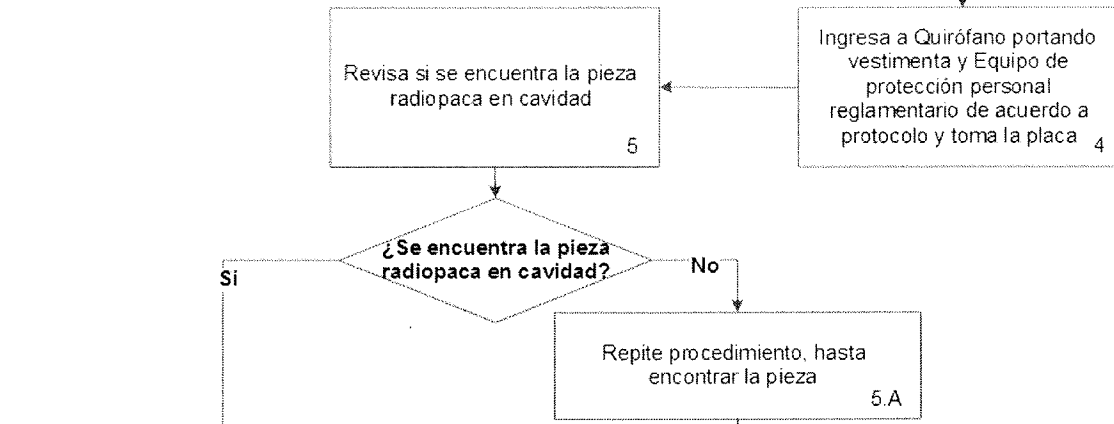 Ingresa a Quirófano portando
vestimenta y Equipo de
protección personal
reglamentario de acuerdo a
protocolo y toma la placa
4
Revisa si se encuentra la pieza
radiopaca en cavidad
5
¿Se encuentra la pieza
radiopaca en cavidad?
Si
No
Repite procedimiento, hasta
encontrar la pieza
5.A